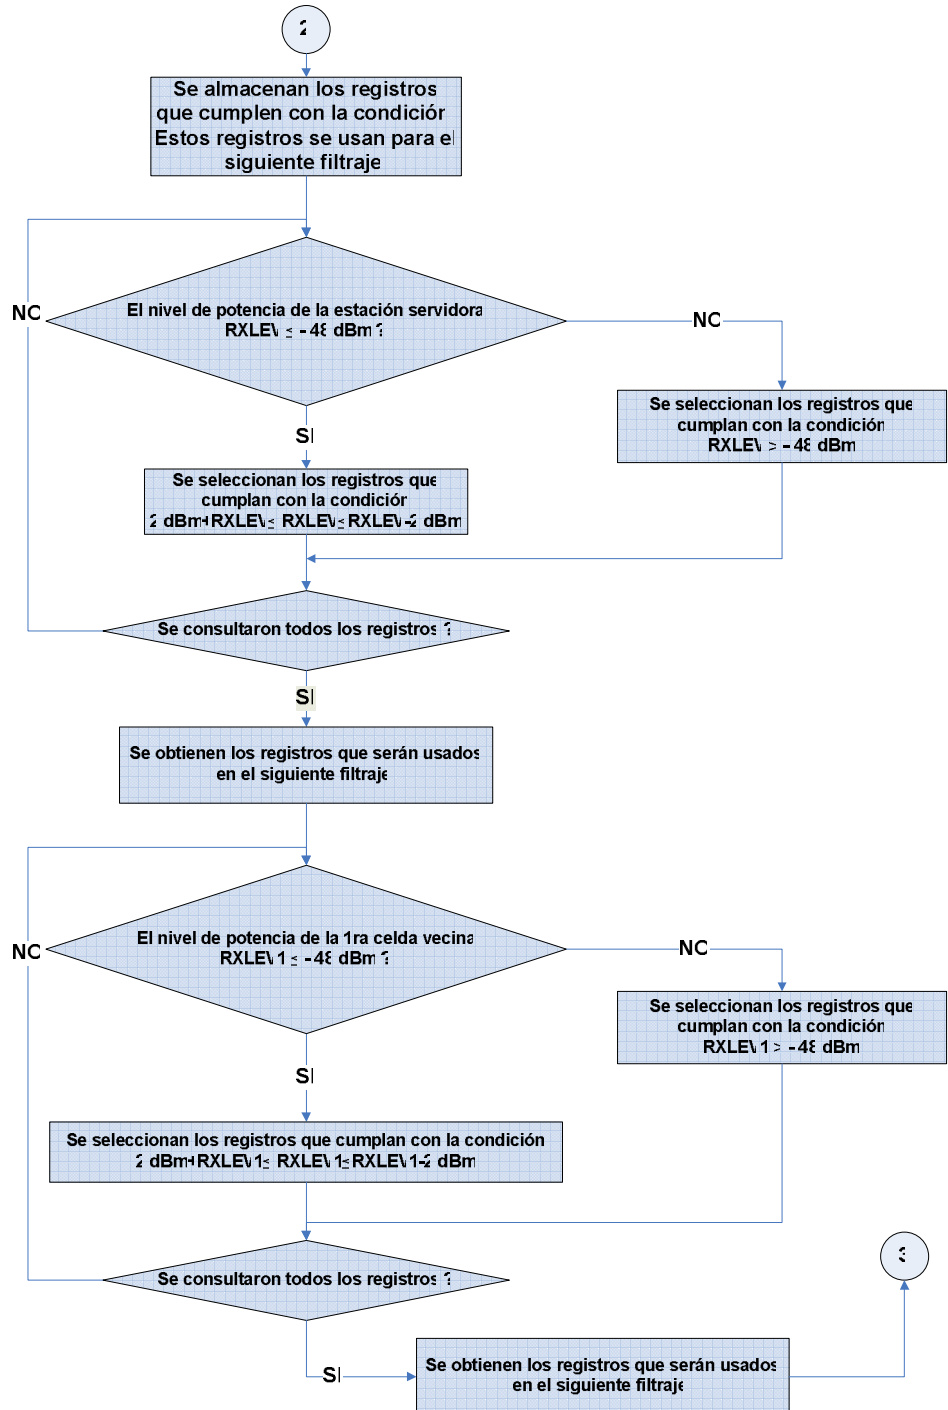 2
Se almacenan los registros
que cumplen con la condición
Estos registros se usan para el
siguiente filtraje
El nivel de potencia de la estación servidora
RXLEV ≤ -48 dBm ?
NO
NO
Se seleccionan los registros que
cumplan con la condición
RXLEV > -48 dBm
SI
Se seleccionan los registros que
cumplan con la condición
2 dBm+RXLEV≤ RXLEV≤RXLEV-2 dBm
Se consultaron todos los registros ?
SI
Se obtienen los registros que serán usados
en el siguiente filtraje
El nivel de potencia de la 1ra celda vecina
RXLEV1 ≤ -48 dBm ?
NO
NO
Se seleccionan los registros que
cumplan con la condición
RXLEV1 > -48 dBm
SI
Se seleccionan los registros que cumplan con la condición
2 dBm+RXLEV1≤ RXLEV1≤RXLEV1-2 dBm
Se consultaron todos los registros ?
3
SI
Se obtienen los registros que serán usados
en el siguiente filtraje